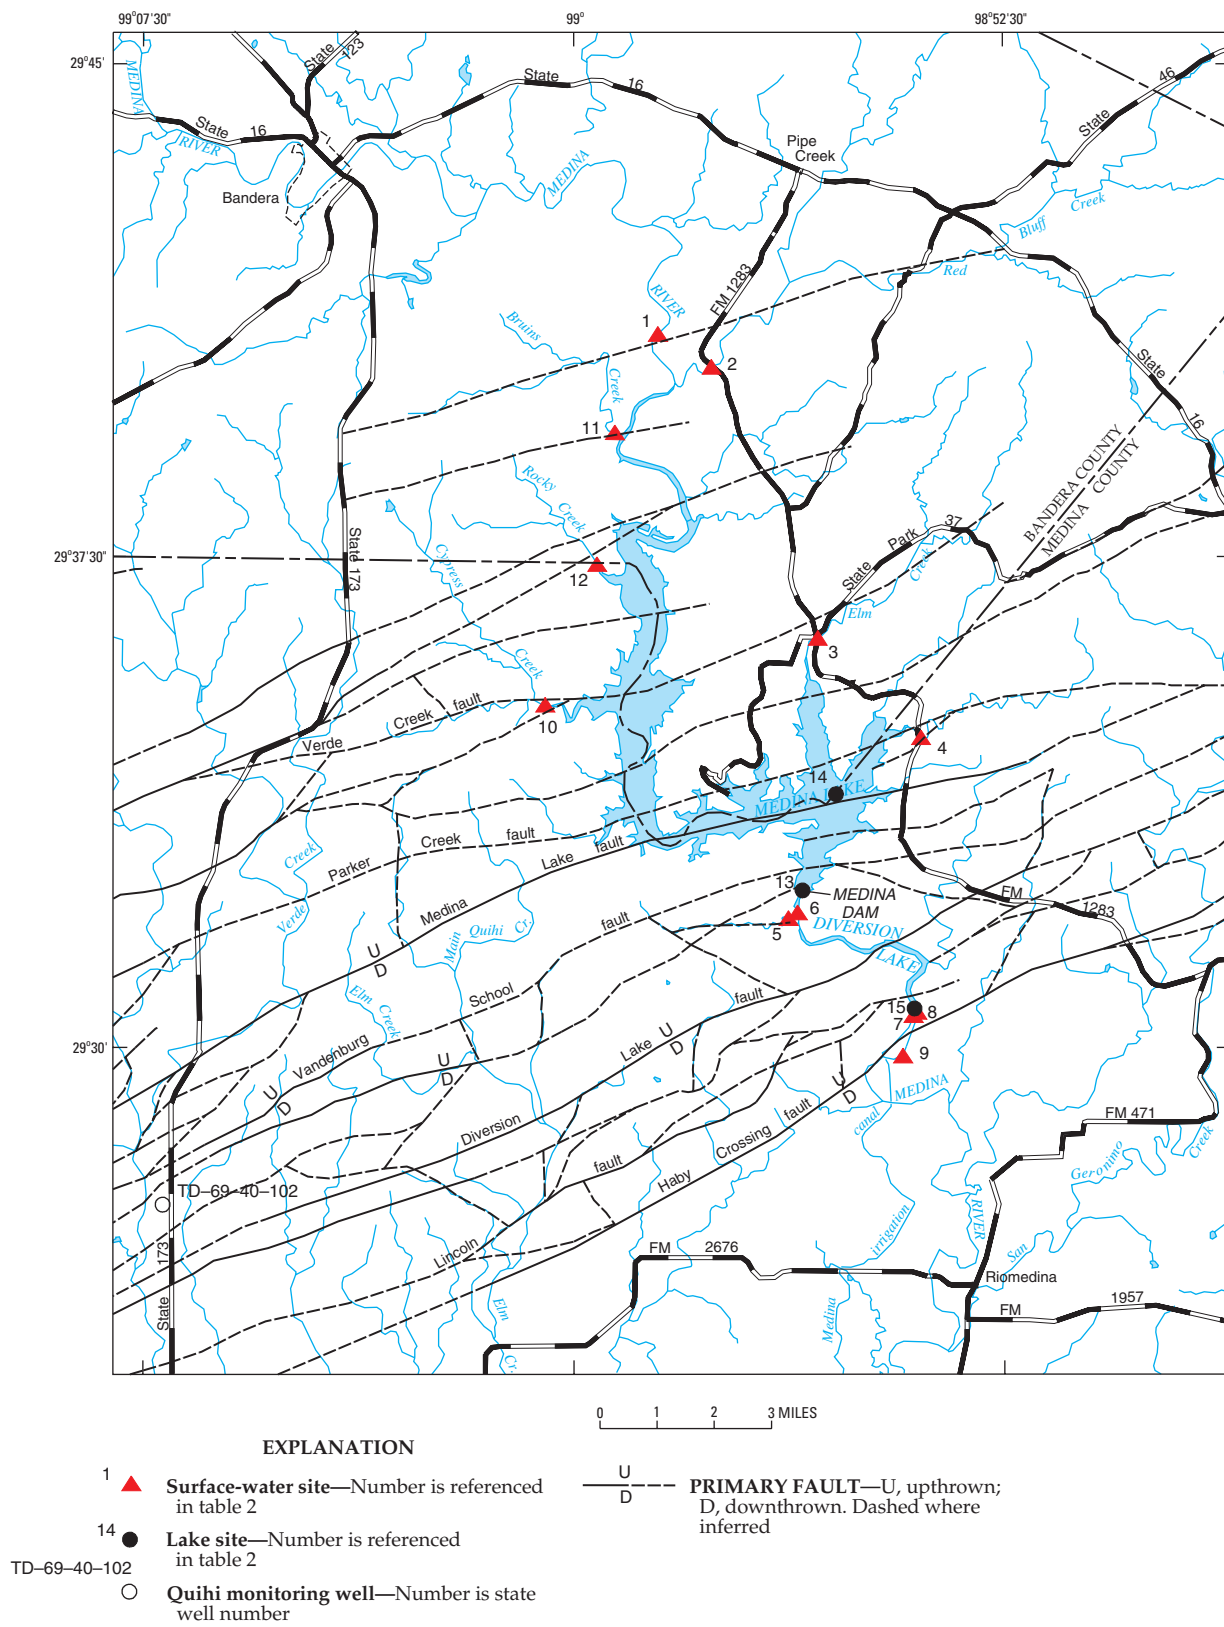 99°07'30"
99°
98°52'30"
29°45'
MEDINA
RIVER
State
123
State
16
State
16
State
46
Pipe
Creek
MEDINA
Bandera
Bluff
Creek
Red
FM 1283
RIVER
1
Bruins
Creek
2
State
16
11
Rocky
Creek
BANDERA COUNTY
MEDINA COUNTY
State
Park
37
Creek
Elm
29°37'30"
State 173
Cypress
Creek
12
3
10
Verde
Creek
fault
4
14
MEDINA LAKE
Parker
Creek
fault
Lake
fault
Medina
Creek
Verde
13
MEDINA
DAM
6
5
DIVERSION
LAKE
FM
1283
Main
Quihi
Cr.
fault
U
D
Elm
Creek
School
Vandenburg
fault
Lake
U
D
15
8
7
9
29°30'
U
D
U
D
U
D
MEDINA
canal
FM 471
Creek
Geronimo
Diversion
fault
Crossing
Haby
fault
TD–69–40–102
irrigation
RIVER
San
Lincoln
FM
2676
Riomedina
FM
1957
173
State
Elm
Cr.
Medina
0 1 2 3 MILES
EXPLANATION
1
Surface-water site—Number is referenced
in table 2
14
Lake site—Number is referenced
in table 2
TD–69–40–102
Quihi monitoring well—Number is state
well number
U
D
PRIMARY FAULT—U, upthrown;
D, downthrown. Dashed where
inferred